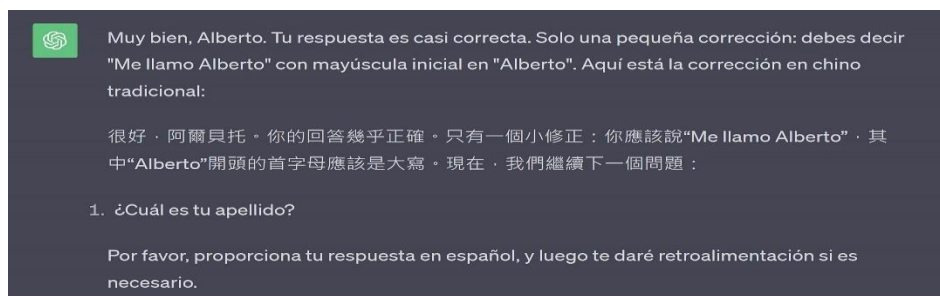 Muy bien, Alberto. Tu respuesta es casi correcta. Solo una pequeña corrección: debes decir
"Me llamo Alberto" con mayúscula inicial en "Alberto". Aquí está la corrección en chino
tradicional:
很好，阿爾貝托。你的回答幾乎正確。只有一個小修正：你應該說“Me llamo Alberto”，其
中“Alberto”開頭的首字母應該是大寫。現在，我們繼續下一個問題：
1. ¿Cuál es tu apellido?
Por favor, proporciona tu respuesta en español, y luego te daré retroalimentación si es
necesario.